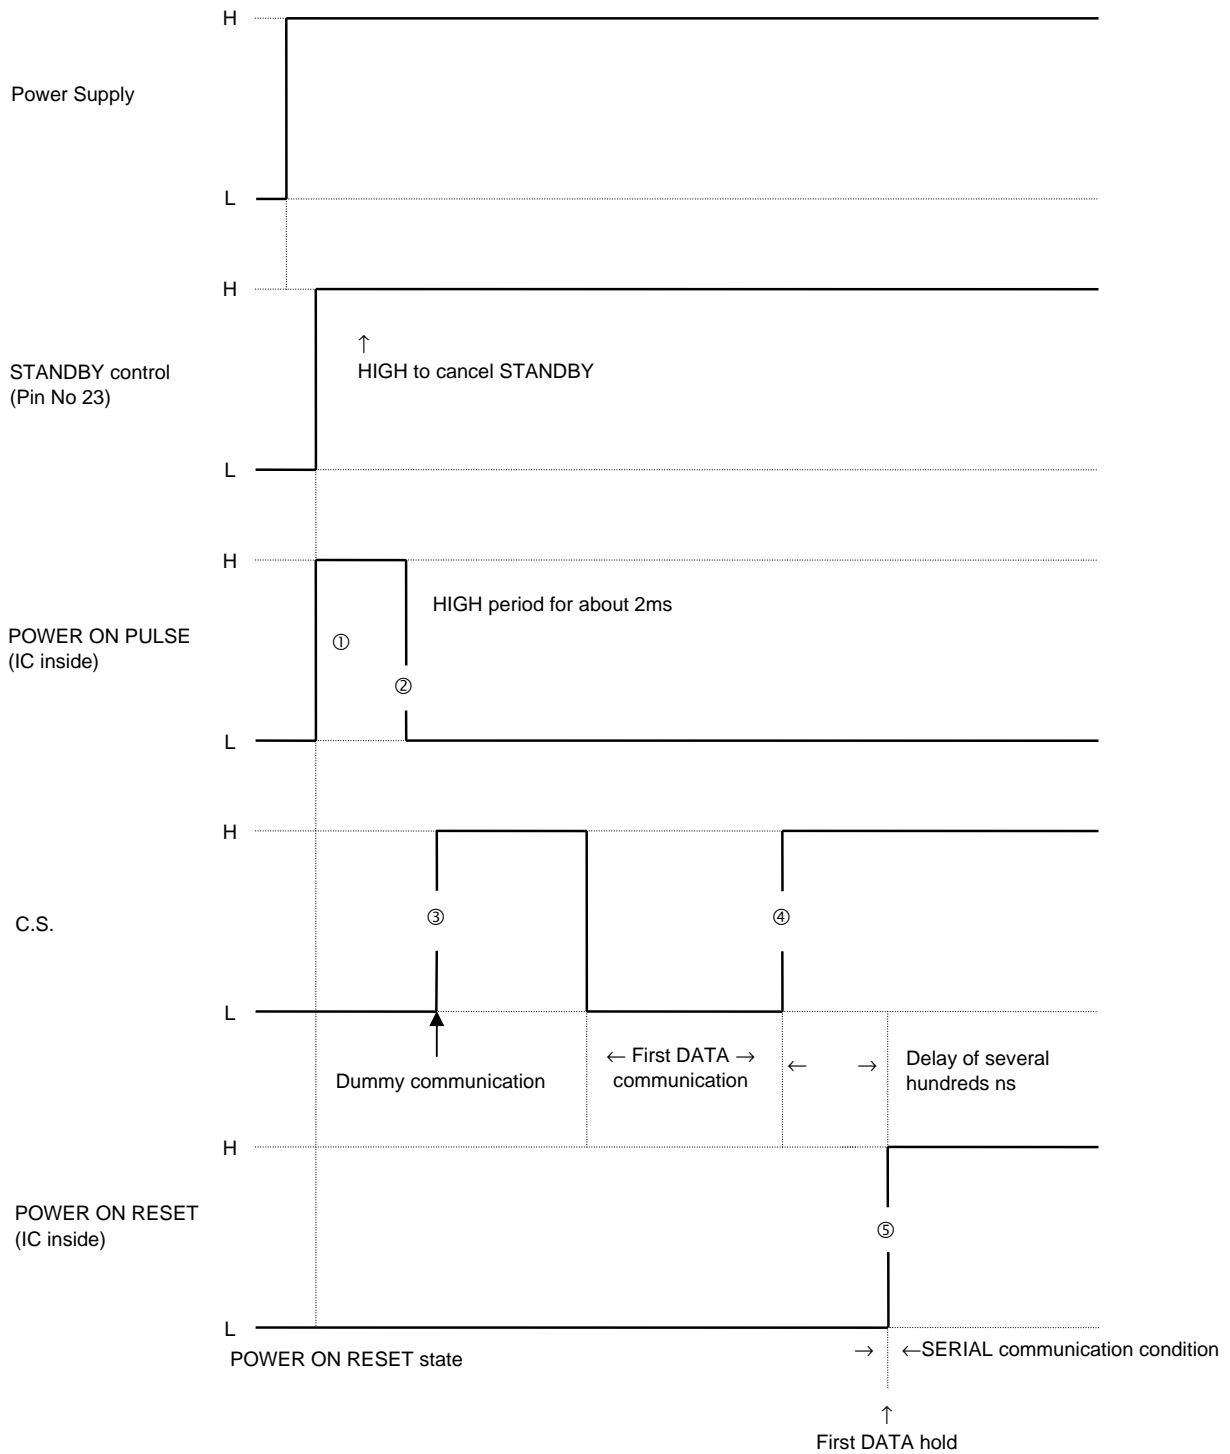 H
Power Supply
L
H
↑
HIGH to cancel STANDBY
STANDBY control
(Pin No 23)
L
H
HIGH period for about 2ms
POWER ON PULSE
(IC inside)
①
②
L
H
C.S.
③
④
L
Dummy communication
← First DATA →
communication
← →
Delay of several
hundreds ns
H
POWER ON RESET
(IC inside)
⑤
L
POWER ON RESET state
→ ←SERIAL communication condition
↑
First DATA hold